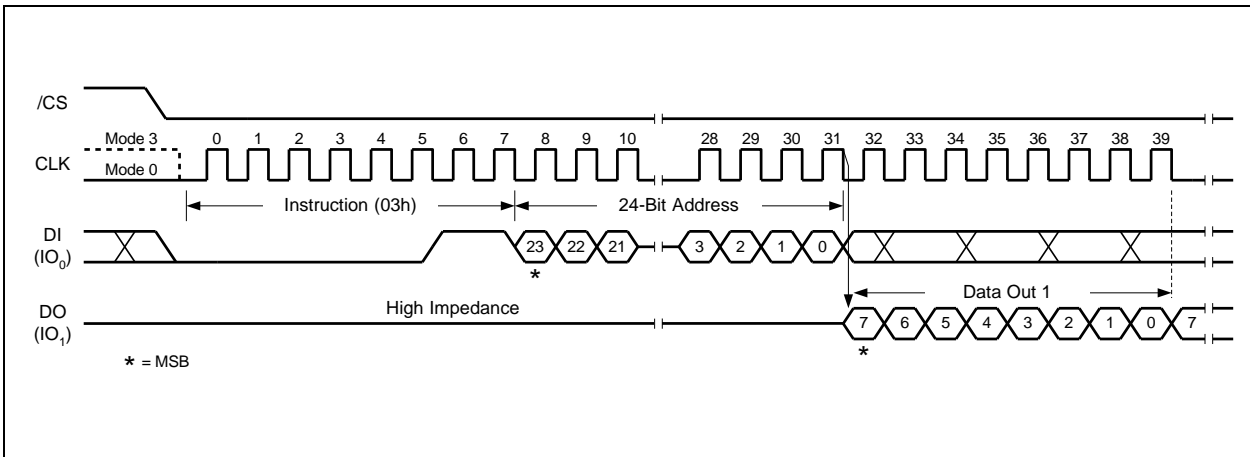 /CS
Mode 3
0 1 2 3 4 5 6 7 8 9 10 28 29 30 31 32 33 34 35 36 37 38 39
CLK
Mode 0
Instruction (03h) 24-Bit Address
DI
(IO0)
23 22 21 3 2 1 0
*
Data Out 1
High Impedance
DO
(IO1)
7 6 5 4 3 2 1 0 7
*
* = MSB